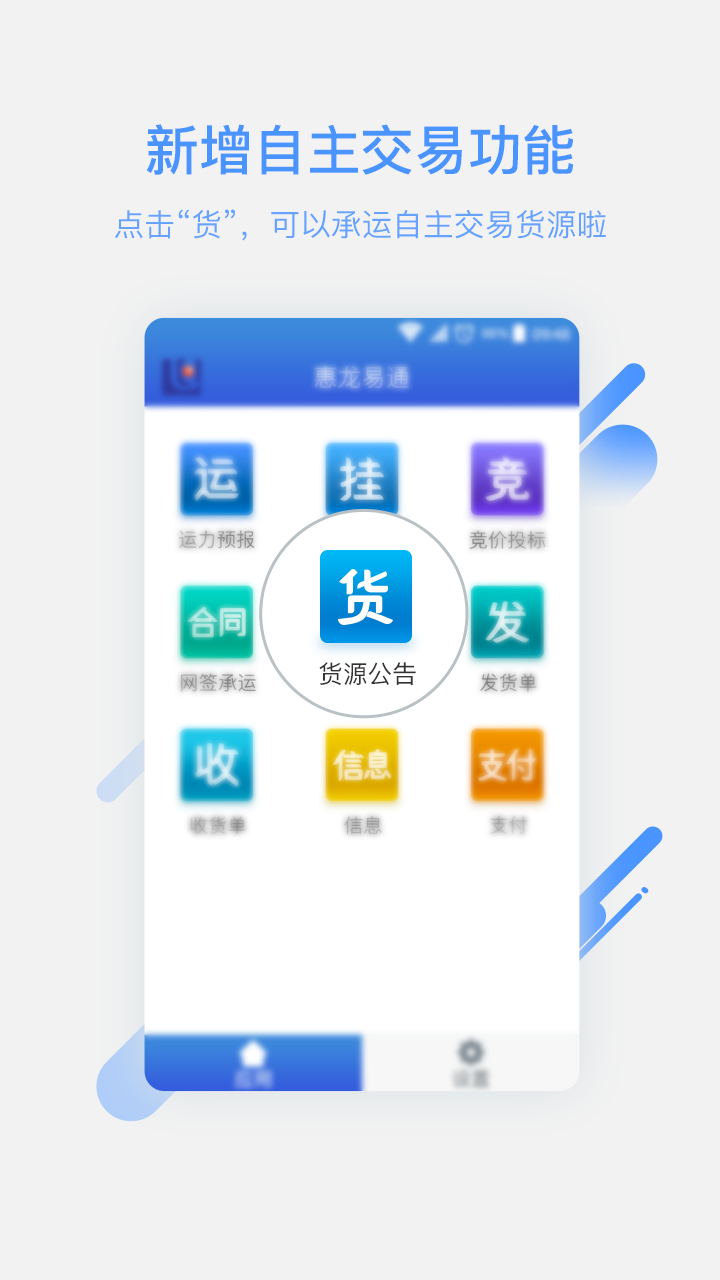 新增自主交易功能
点击“货”，可以承运自主交易货源啦
惠龙易通
运 挂 竞
运力预报 竞价投标
合同 货 发
网签承运 货源公告 发货单
收 信息 支付
收货单 信息 支付
应用 设置